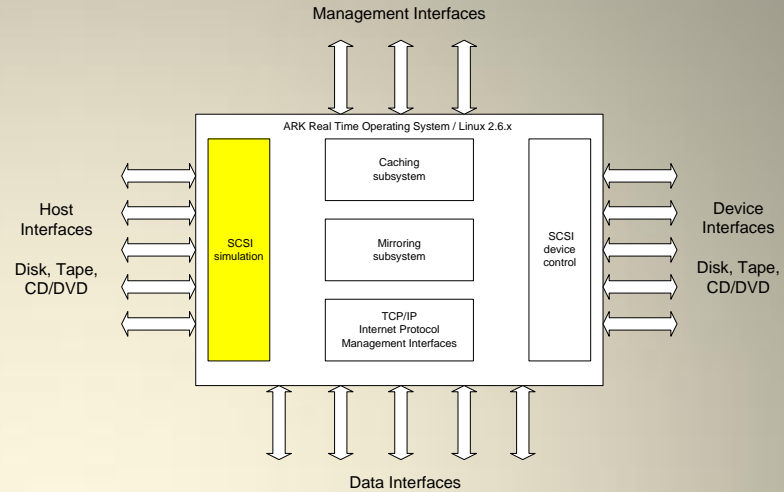 Management Interfaces
ARK Real Time Operating System / Linux 2.6.x
Host
Interfaces
Disk, Tape,
CD/DVD
SCSI
simulation
Caching
subsystem
Mirroring
subsystem
TCP/IP
Internet Protocol
Management Interfaces
SCSI
device
control
Device
Interfaces
Disk, Tape,
CD/DVD
Data Interfaces